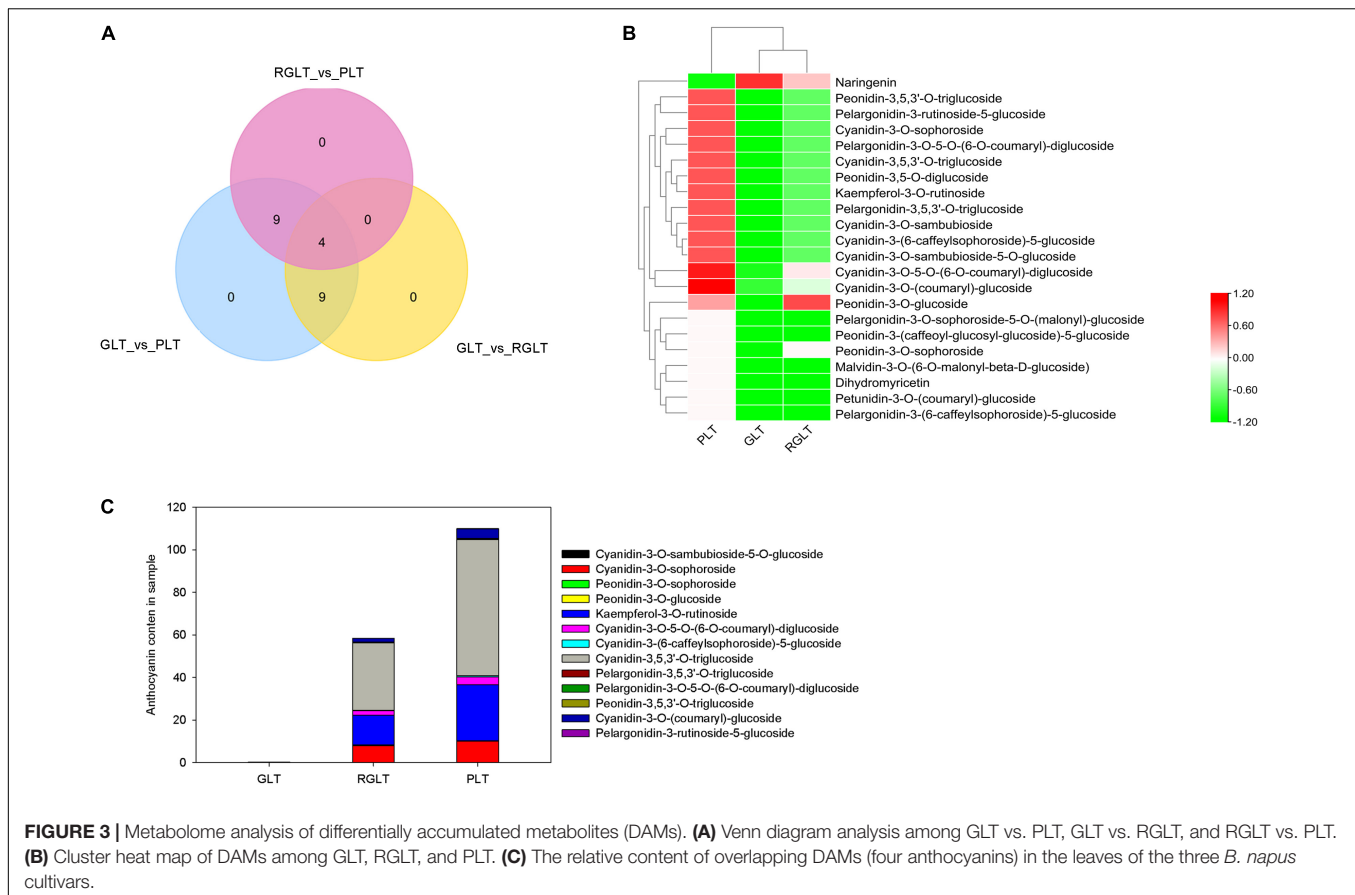 A
RGLT_vs_PLT
0
9
0
4
0
9
0
GLT_vs_PLT
GLT_vs_RGLT
B
Naringenin
Peonidin-3,5,3'-O-triglucoside
Pelargonidin-3-rutinoside-5-glucoside
Cyanidin-3-O-sophoroside
Pelargonidin-3-O-5-O-(6-O-coumaryl)-diglucoside
Cyanidin-3,5,3'-O-triglucoside
Peonidin-3,5-O-diglucoside
Kaempferol-3-O-rutinoside
Pelargonidin-3,5,3'-O-triglucoside
Cyanidin-3-O-sambubioside
Cyanidin-3-(6-caffeylsophoroside)-5-glucoside
Cyanidin-3-O-sambubioside-5-O-glucoside
Cyanidin-3-O-5-O-(6-O-coumaryl)-diglucoside
Cyanidin-3-O-(coumaryl)-glucoside
Peonidin-3-O-glucoside
Pelargonidin-3-O-sophoroside-5-O-(malonyl)-glucoside
Peonidin-3-(caffeoyl-glucosyl-glucoside)-5-glucoside
Peonidin-3-O-sophoroside
Malvidin-3-O-(6-O-malonyl-beta-D-glucoside)
Dihydromyricetin
Petunidin-3-O-(coumaryl)-glucoside
Pelargonidin-3-(6-caffeylsophoroside)-5-glucoside
PLT
GLT
RGLT
1.20
0.60
0.00
-0.60
-1.20
C
Anthocyanin conten in sample
120
100
80
60
40
20
0
GLT
RGLT
PLT
Cyanidin-3-O-sambubioside-5-O-glucoside
Cyanidin-3-O-sophoroside
Peonidin-3-O-sophoroside
Peonidin-3-O-glucoside
Kaempferol-3-O-rutinoside
Cyanidin-3-O-5-O-(6-O-coumaryl)-diglucoside
Cyanidin-3-(6-caffeylsophoroside)-5-glucoside
Cyanidin-3,5,3'-O-triglucoside
Pelargonidin-3,5,3'-O-triglucoside
Pelargonidin-3-O-5-O-(6-O-coumaryl)-diglucoside
Peonidin-3,5,3'-O-triglucoside
Cyanidin-3-O-(coumaryl)-glucoside
Pelargonidin-3-rutinoside-5-glucoside
FIGURE 3 | Metabolome analysis of differentially accumulated metabolites (DAMs). (A) Venn diagram analysis among GLT vs. PLT, GLT vs. RGLT, and RGLT vs. PLT.
(B) Cluster heat map of DAMs among GLT, RGLT, and PLT. (C) The relative content of overlapping DAMs (four anthocyanins) in the leaves of the three B. napus
cultivars.